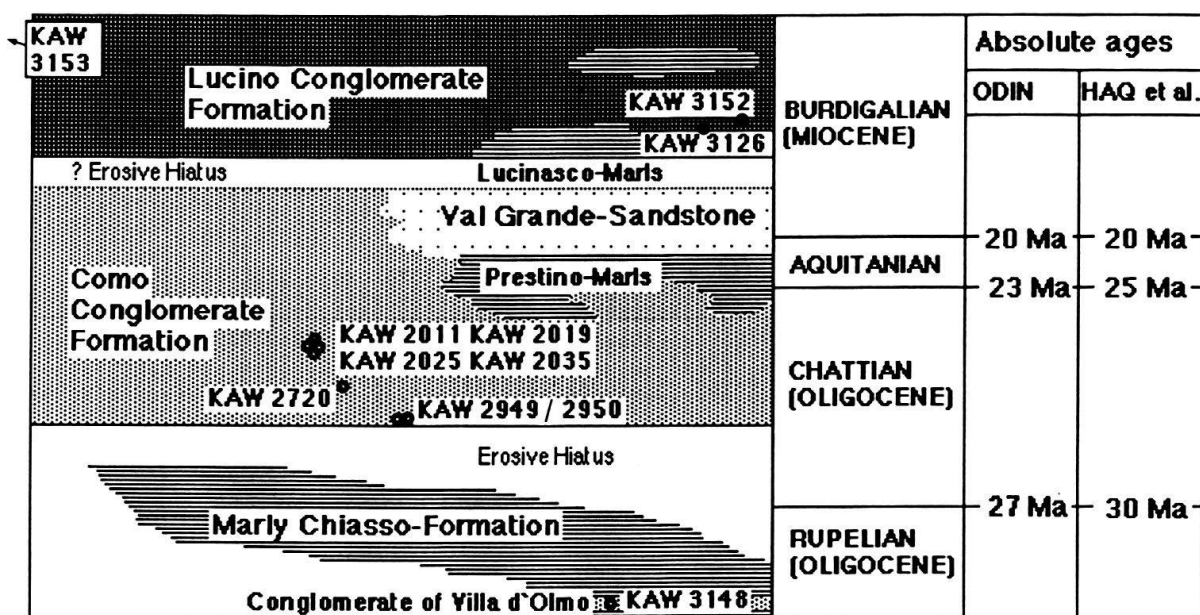 KAW
3153
Lucino Conglomerate
Formation
KAW 3152
KAW 3126
? Erosive Hiatus
Lucinasco-Marls
Val Grande-Sandstone
Prestino-Marls
Como
Conglomerate
Formation
KAW 2011 KAW 2019
KAW 2025 KAW 2035
KAW 2720
KAW 2949 / 2950
Erosive Hiatus
Marly Chiasso-Formation
Conglomerate of Villa d`Olmo
KAW 3148
BURDIGALIAN
(MIOCENE)
AQUITANIAN
CHATTIAN
(OLIGOCENE)
RUPELIAN
(OLIGOCENE)
Absolute ages
ODIN
HAQ et al.
20 Ma
20 Ma
23 Ma
25 Ma
27 Ma
30 Ma